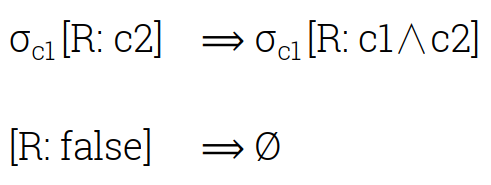 σc1[R: c2] ⟹ σc1[R: c1∧c2]
[R: false] ⟹ Ø